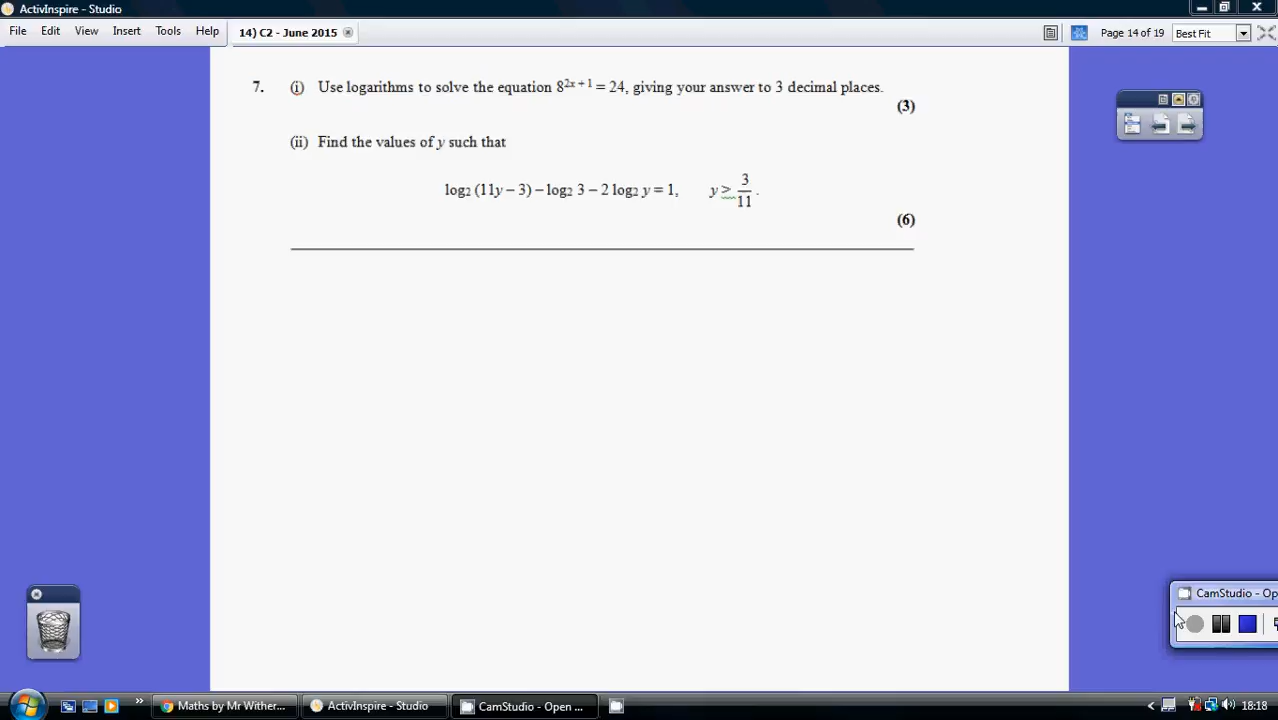 ActivInspire - Studio
File Edit View Insert Tools Help 14) C2 - June 2015 Page 14 of 19 Best Fit
7. (i) Use logarithms to solve the equation 8^{2x + 1} = 24, giving your answer to 3 decimal places.
(3)
(ii) Find the values of y such that
log₂ (11y – 3) – log₂ 3 – 2 log₂ y = 1, y > 3/11.
(6)
CamStudio - Op
Maths by Mr Wither... ActivInspire - Studio CamStudio - Open ... 18:18